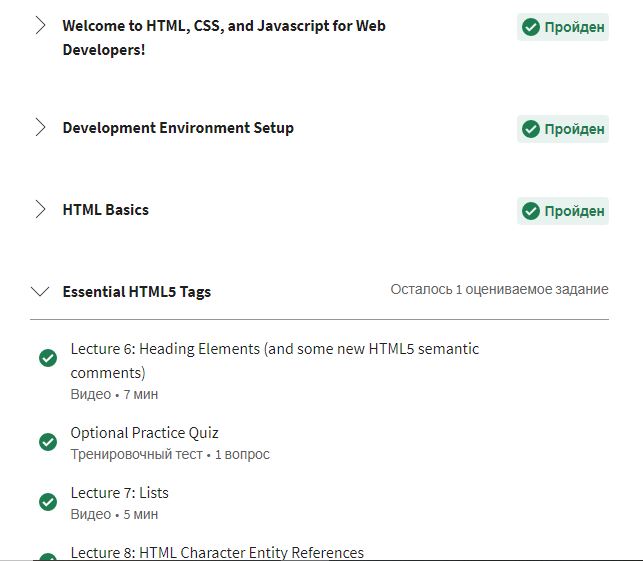 Welcome to HTML, CSS, and Javascript for Web
Developers!
Пройден
Development Environment Setup
Пройден
HTML Basics
Пройден
Essential HTML5 Tags
Осталось 1 оцениваемое задание
Lecture 6: Heading Elements (and some new HTML5 semantic
comments)
Видео • 7 мин
Optional Practice Quiz
Тренировочный тест • 1 вопрос
Lecture 7: Lists
Видео • 5 мин
Lecture 8: HTML Character Entity References